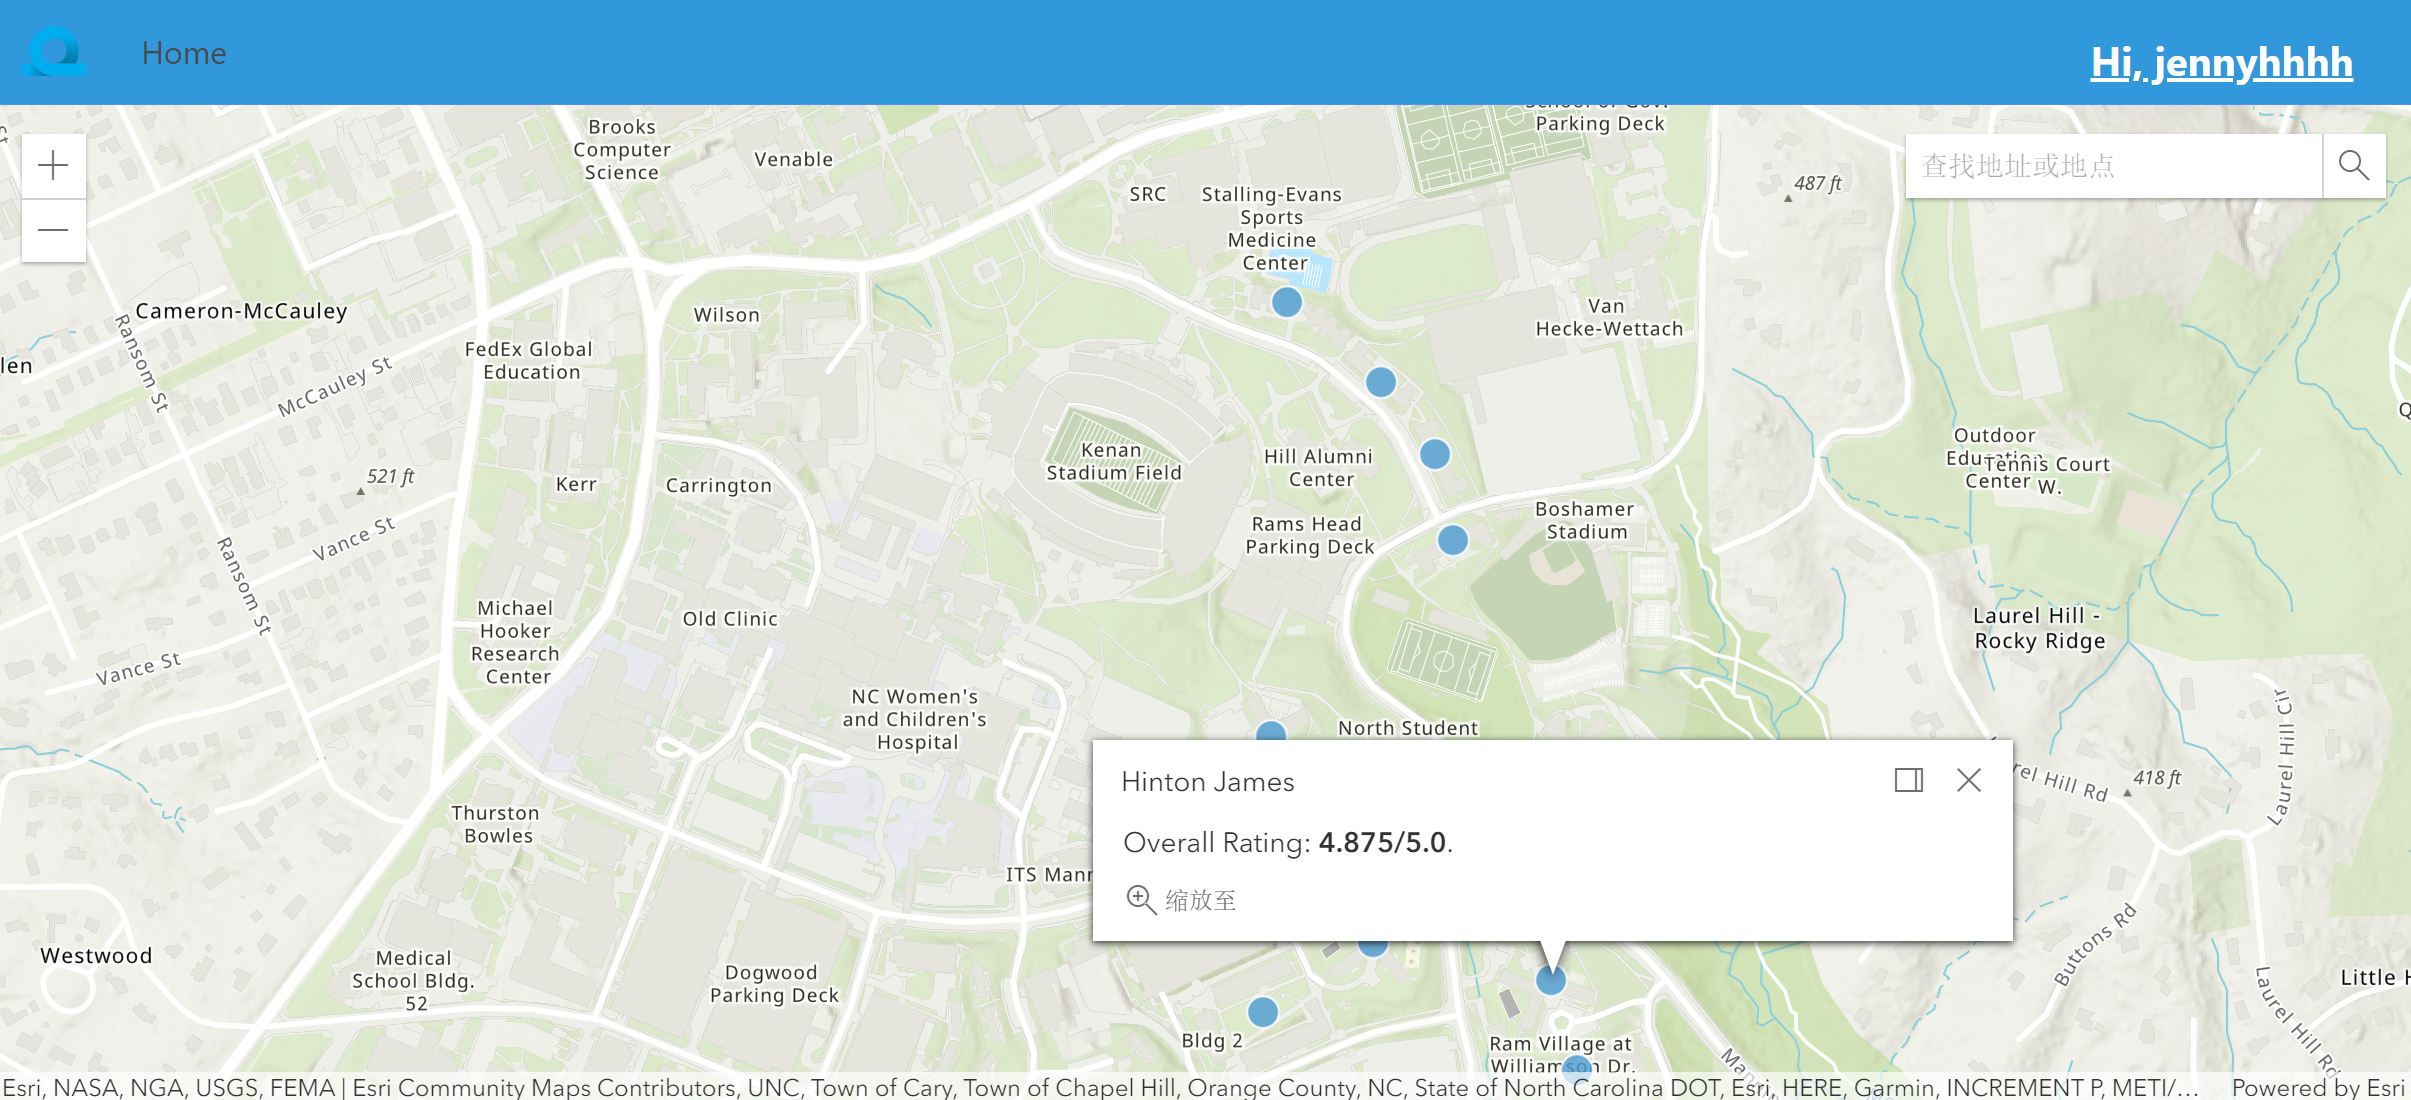 Home
Hi, jennyhhhh
查找地址或地点
Brooks
Computer
Science
Venable
Parking Deck
SRC
Stalling-Evans
Sports
Medicine
Center
487 ft
Cameron-McCauley
Wilson
Van
Hecke-Wettach
FedEx Global
Education
len
Ransom St
McCauley St
Kenan
Stadium Field
Hill Alumni
Center
Outdoor
Education
Center
Tennis Court
W.
521 ft
Kerr
Carrington
Rams Head
Parking Deck
Boshamer
Stadium
Vance St
Ransom St
Michael
Hooker
Research
Center
Old Clinic
Laurel Hill -
Rocky Ridge
Vance St
NC Women's
and Children's
Hospital
North Student
Laurel Hill Cir
rel Hill Rd
418 ft
Hinton James
Overall Rating: 4.875/5.0.
缩放至
Thurston
Bowles
ITS Mann
Westwood
Medical
School Bldg.
52
Dogwood
Parking Deck
Buttons Rd
Little H
Laurel Hill Rd
Bldg 2
Ram Village at
Williamson Dr.
Mann
Esri, NASA, NGA, USGS, FEMA | Esri Community Maps Contributors, UNC, Town of Cary, Town of Chapel Hill, Orange County, NC, State of North Carolina DOT, Esri, HERE, Garmin, INCREMENT P, METI/...
Powered by Esri